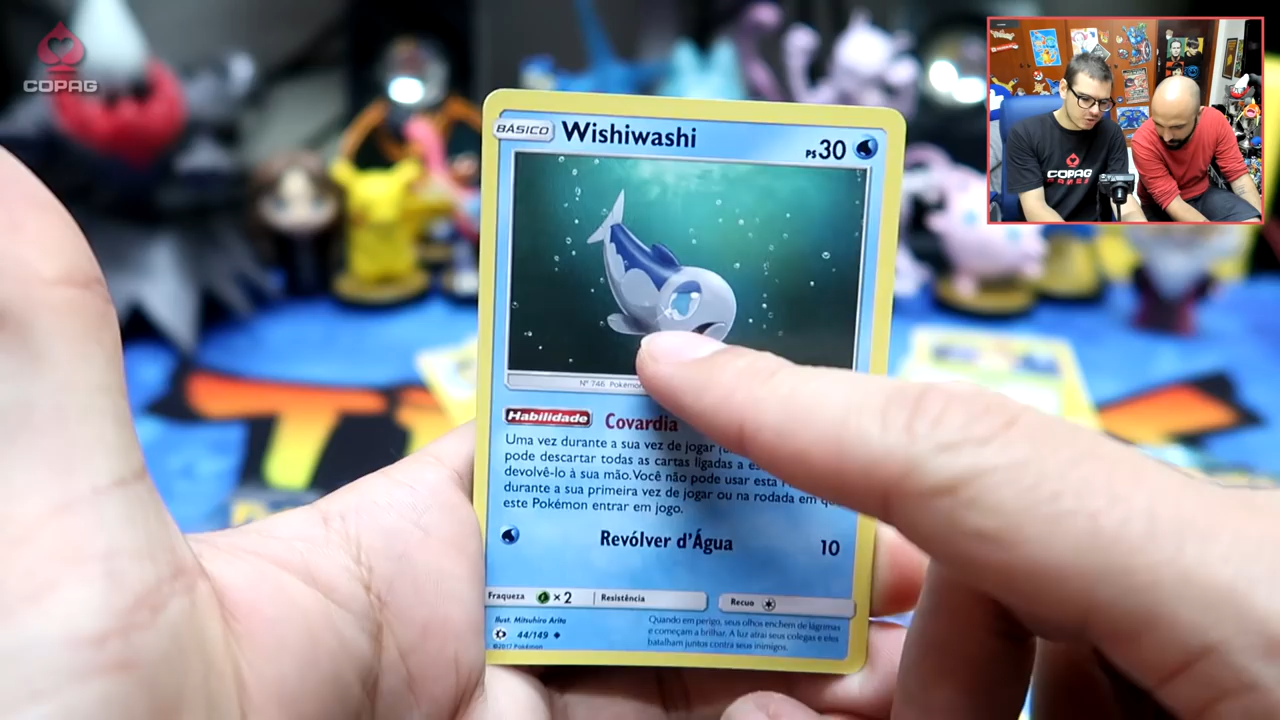 COPAG
COPAG
BÁSICO Wishiwashi PS 30
Nº 746 Pokémon
Habilidade Covardia
Uma vez durante a sua vez de jogar
pode descartar todas as cartas ligadas a
devolvê-lo à sua mão. Você não pode usar esta
durante a sua primeira vez de jogar ou na rodada em
este Pokémon entrar em jogo.
Revólver d'Água 10
Fraqueza ×2 Resistência Recuo
Ilust. Mitsuhiro Arita
44/149
©2017 Pokémon
Quando em perigo, seus olhos enchem de lágrimas
e começam a brilhar. A luz atrai seus colegas e eles
batalham juntos contra seus inimigos.